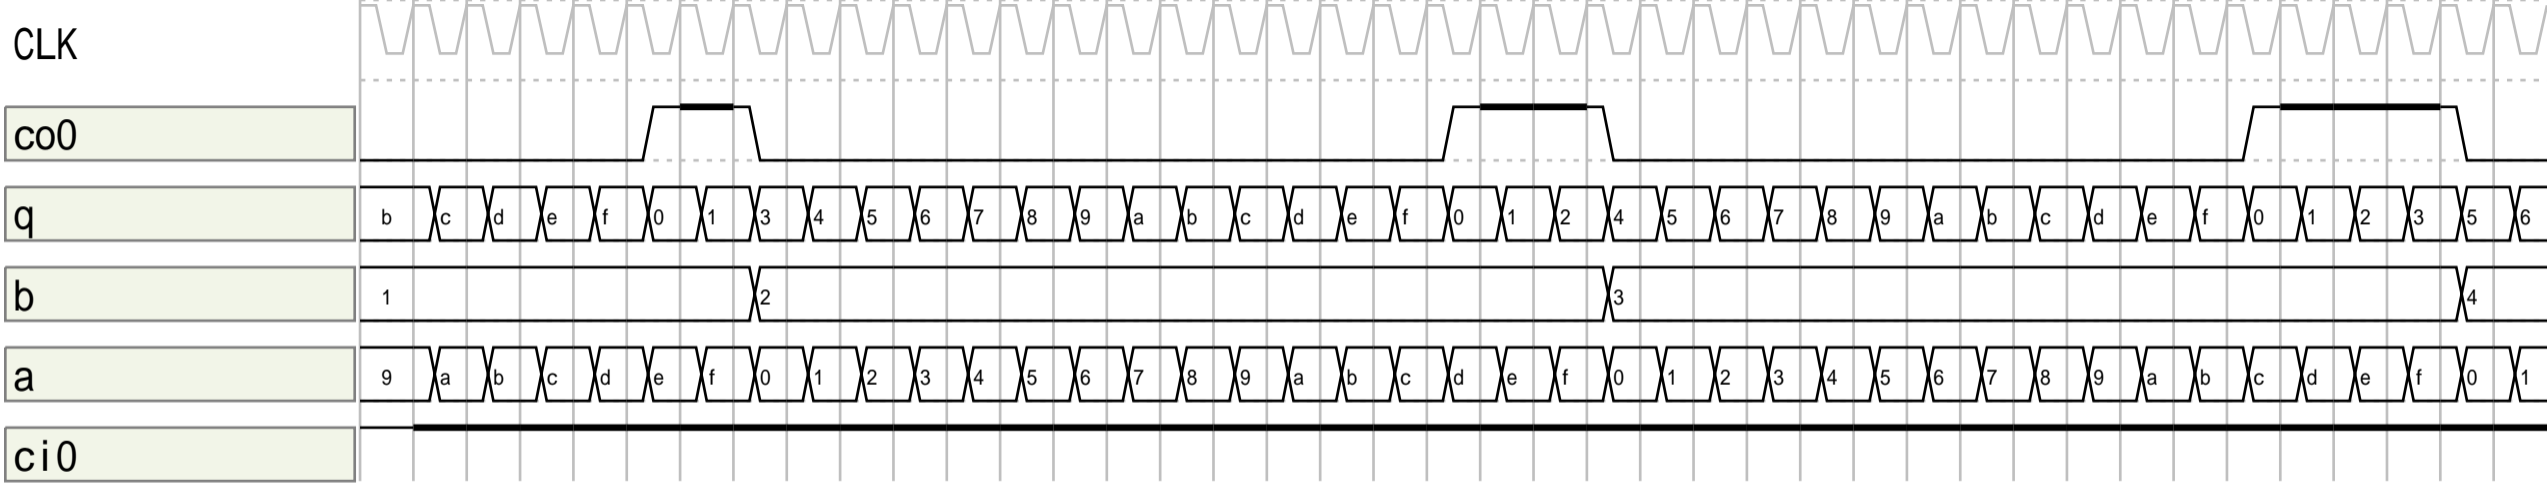 CLK
co0
q b c d e f 0 1 3 4 5 6 7 8 9 a b c d e f 0 1 2 4 5 6 7 8 9 a b c d e f 0 1 2 3 5 6
b 1 2 3 4
a 9 a b c d e f 0 1 2 3 4 5 6 7 8 9 a b c d e f 0 1 2 3 4 5 6 7 8 9 a b c d e f 0 1
ci0